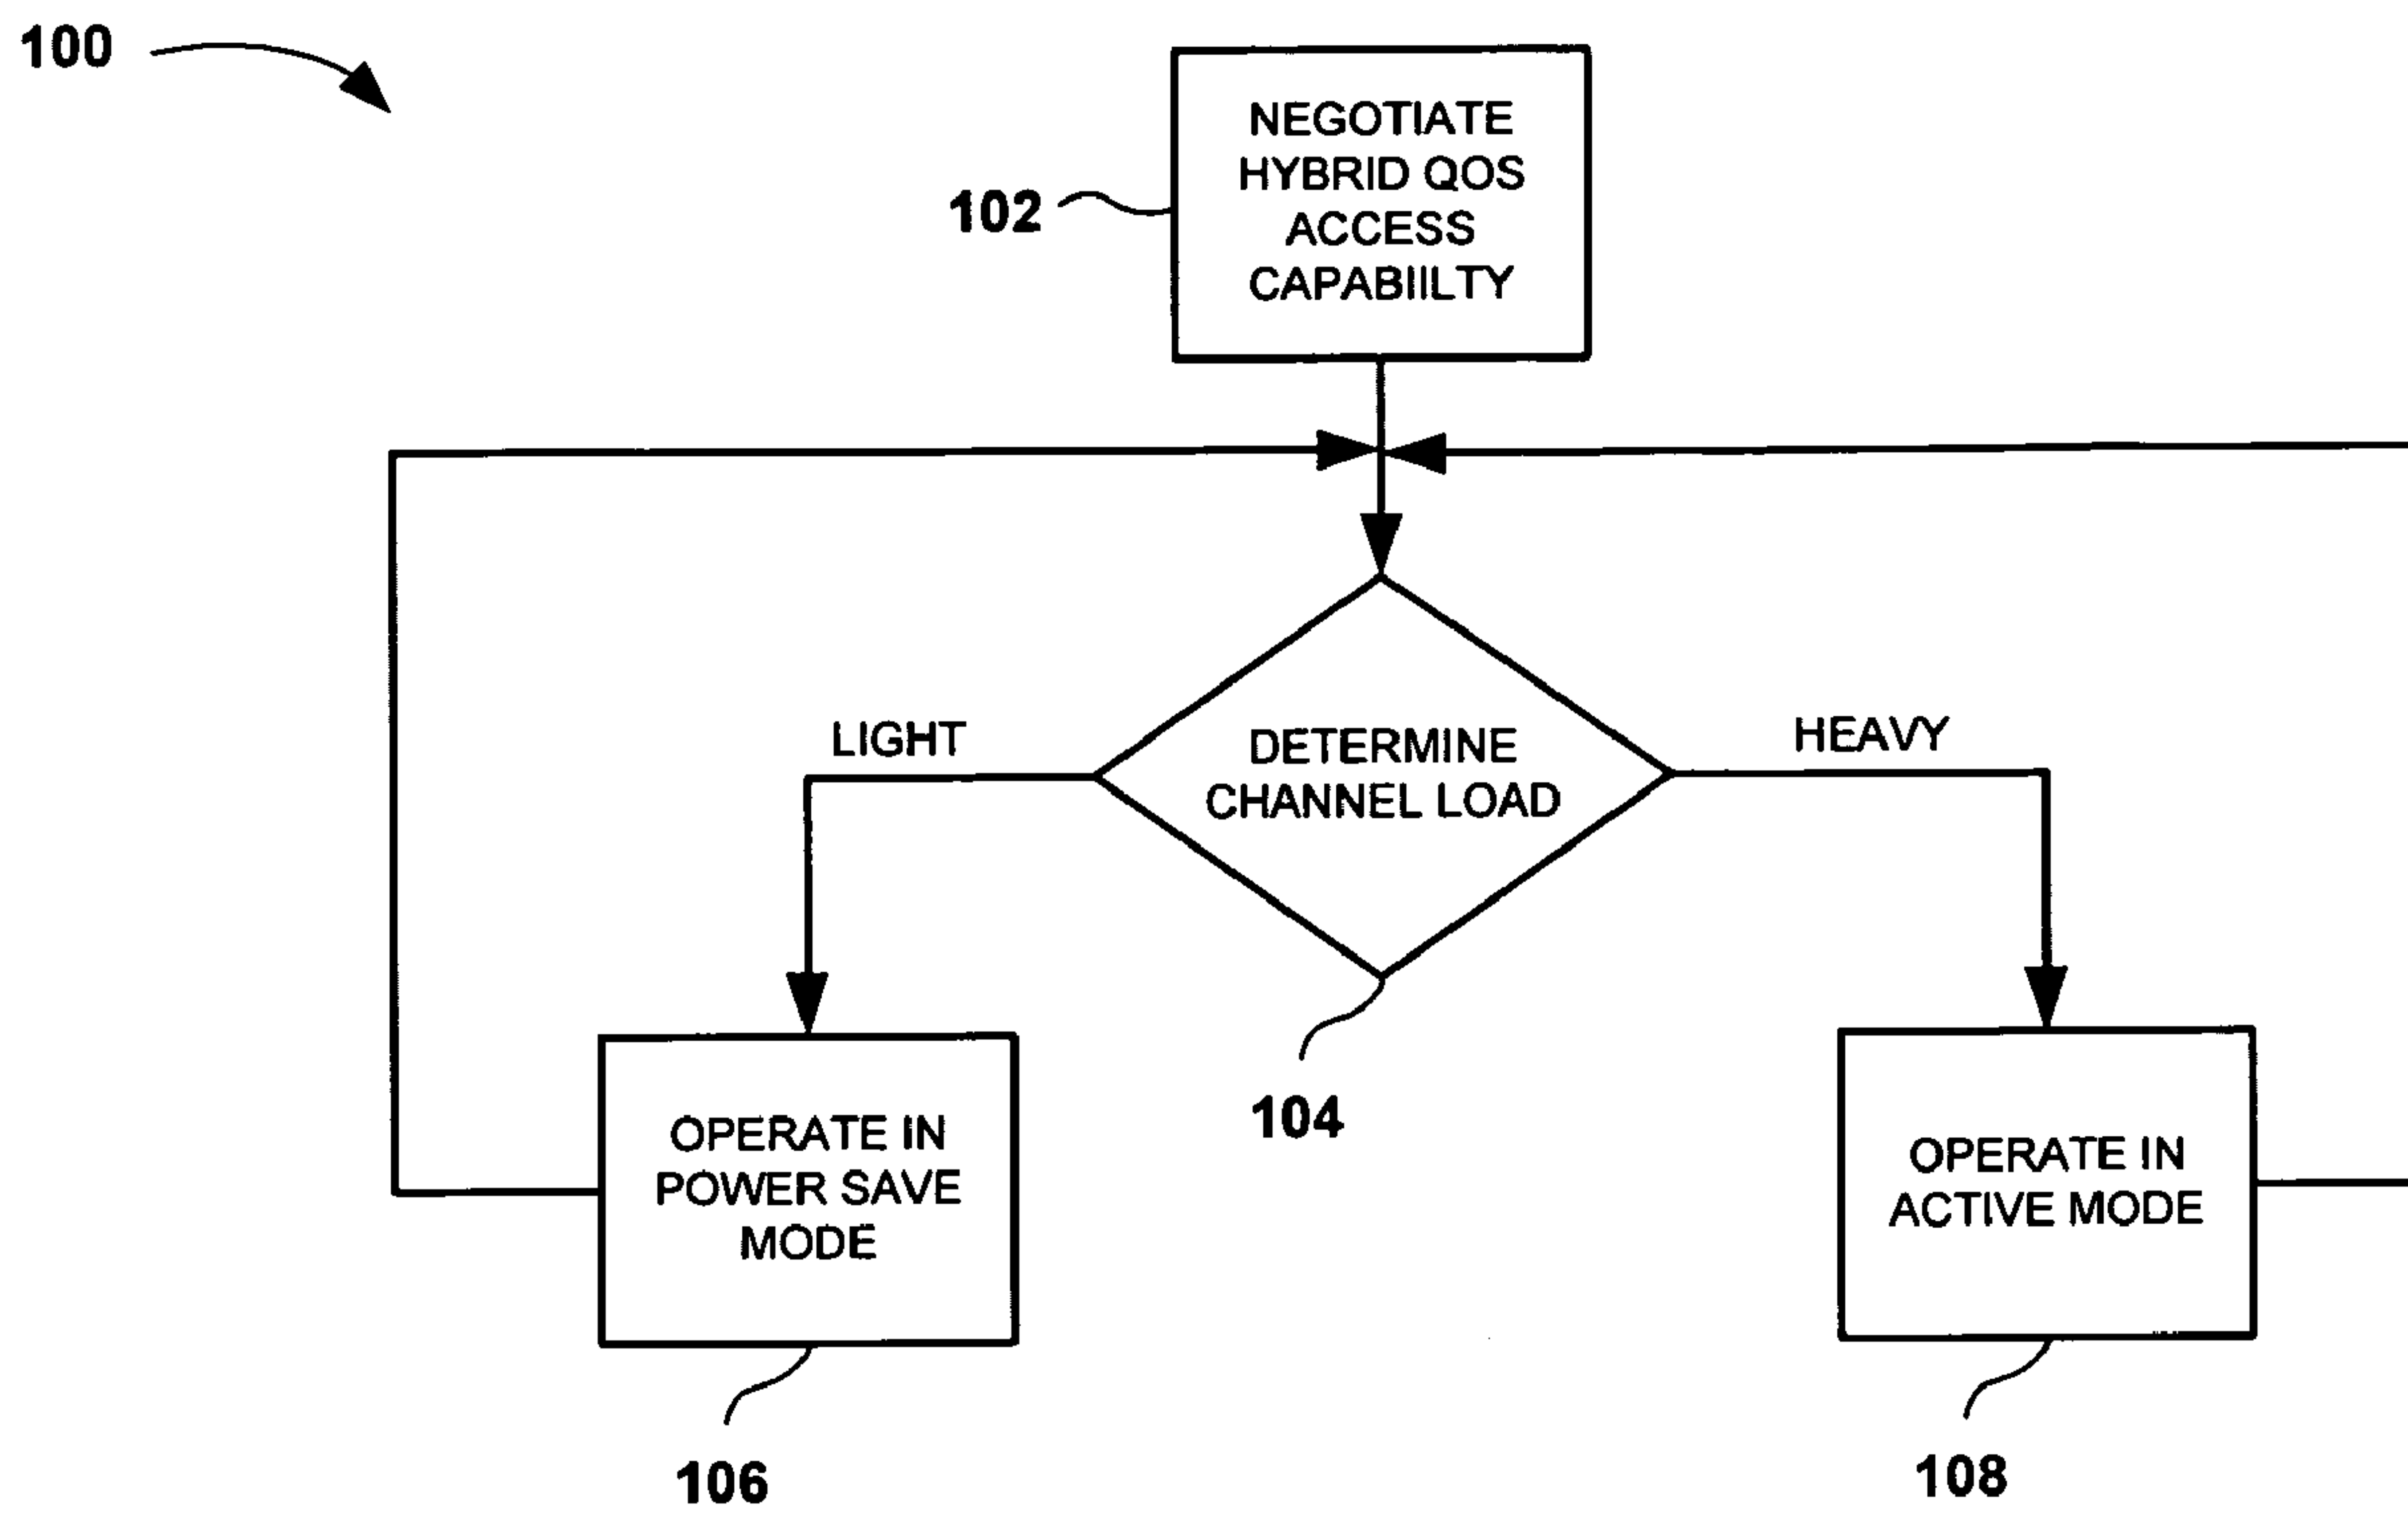 100
NEGOTIATE
HYBRID QOS
ACCESS
CAPABIILTY
102
LIGHT
HEAVY
DETERMINE
CHANNEL LOAD
104
OPERATE IN
POWER SAVE
MODE
OPERATE IN
ACTIVE MODE
106
108